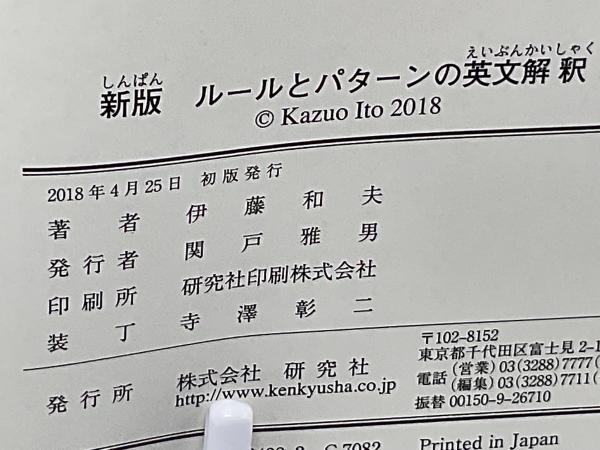 しんぱん えいぶんかいしゃく
新版 ルールとパターンの英文解釈
© Kazuo Ito 2018
2018年4月25日 初版発行
著者 伊藤和夫
発行者 関戸雅男
印刷所 研究社印刷株式会社
装丁 寺澤彰二
発行所 株式会社 研究社
http://www.kenkyusha.co.jp
〒102-8152
東京都千代田区富士見2-1
電話 (営業) 03(3288)7777(
(編集) 03(3288)7711(
振替 00150-9-26710
C7082 Printed in Japan